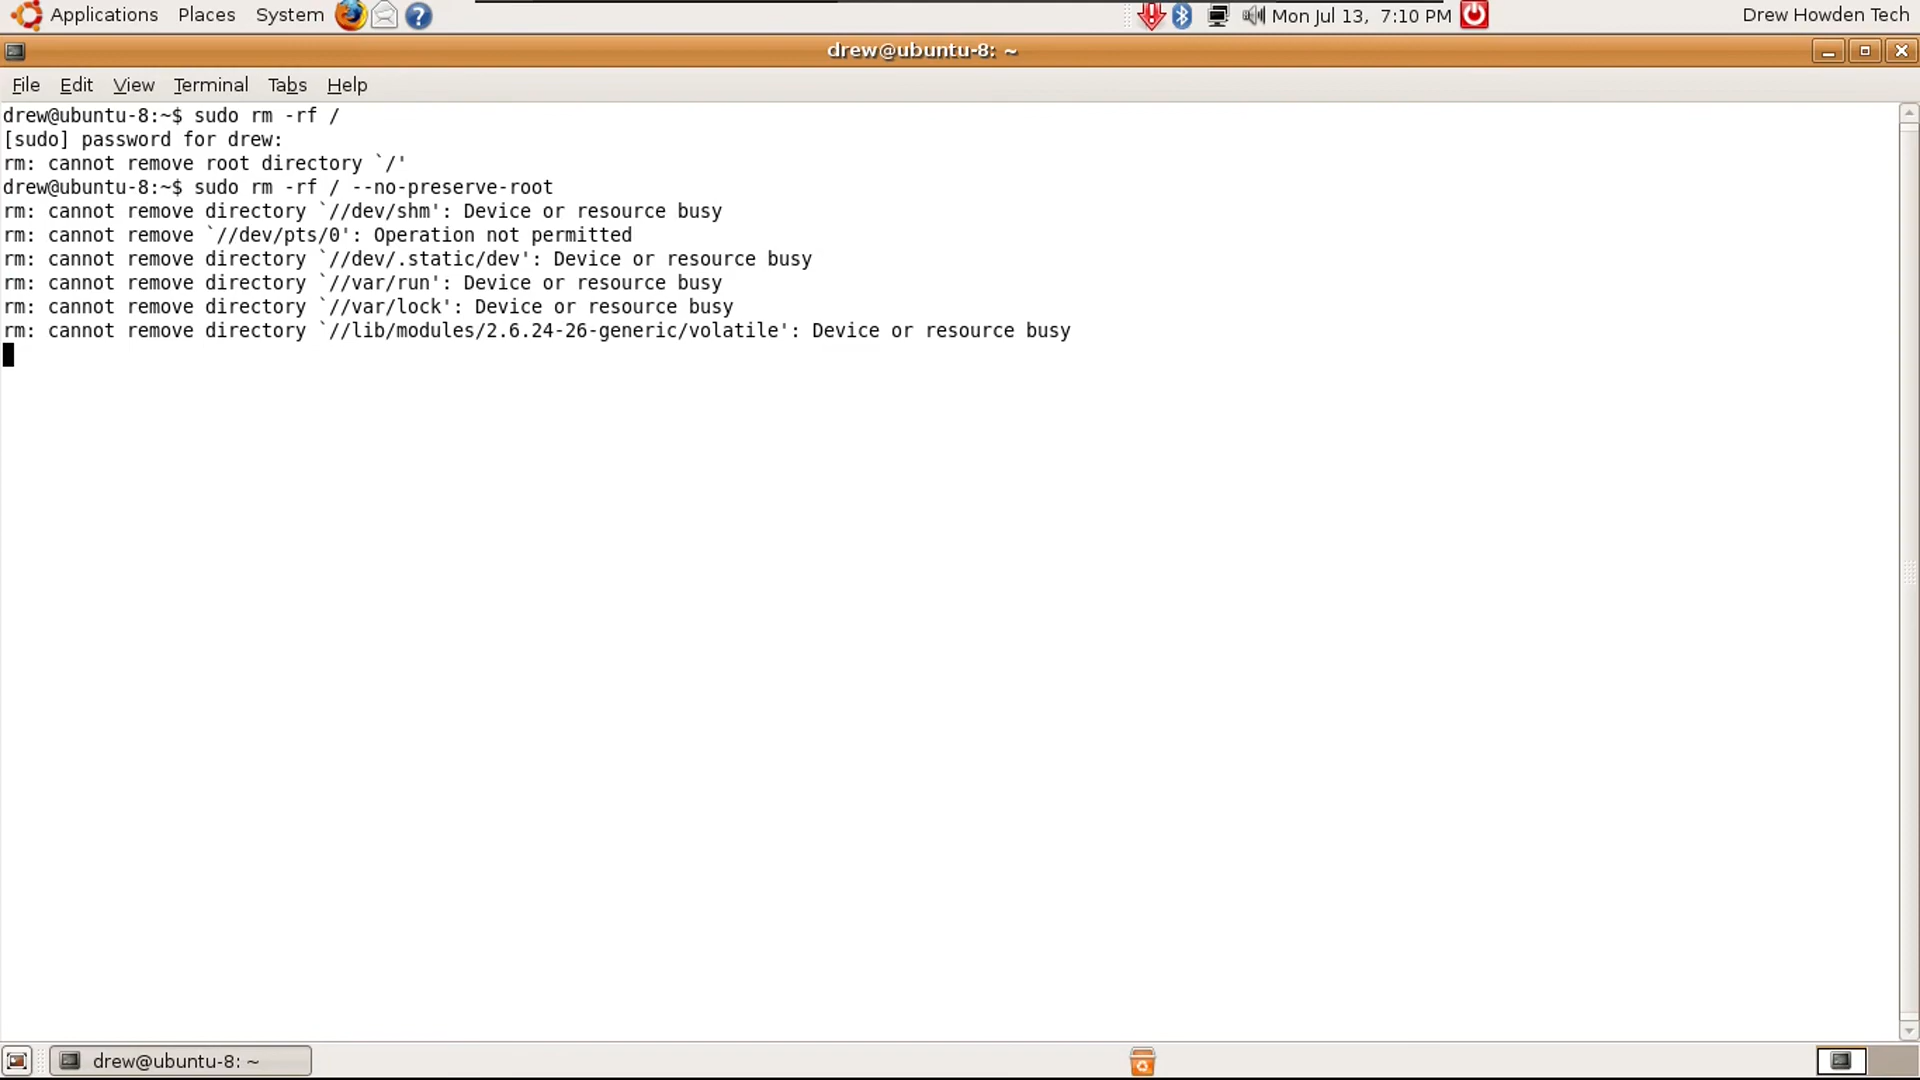 Applications Places System Mon Jul 13, 7:10 PM Drew Howden Tech
drew@ubuntu-8: ~
File Edit View Terminal Tabs Help
drew@ubuntu-8:~$ sudo rm -rf /
[sudo] password for drew:
rm: cannot remove root directory `/'
drew@ubuntu-8:~$ sudo rm -rf / --no-preserve-root
rm: cannot remove directory `//dev/shm': Device or resource busy
rm: cannot remove `//dev/pts/0': Operation not permitted
rm: cannot remove directory `//dev/.static/dev': Device or resource busy
rm: cannot remove directory `//var/run': Device or resource busy
rm: cannot remove directory `//var/lock': Device or resource busy
rm: cannot remove directory `//lib/modules/2.6.24-26-generic/volatile': Device or resource busy
drew@ubuntu-8: ~